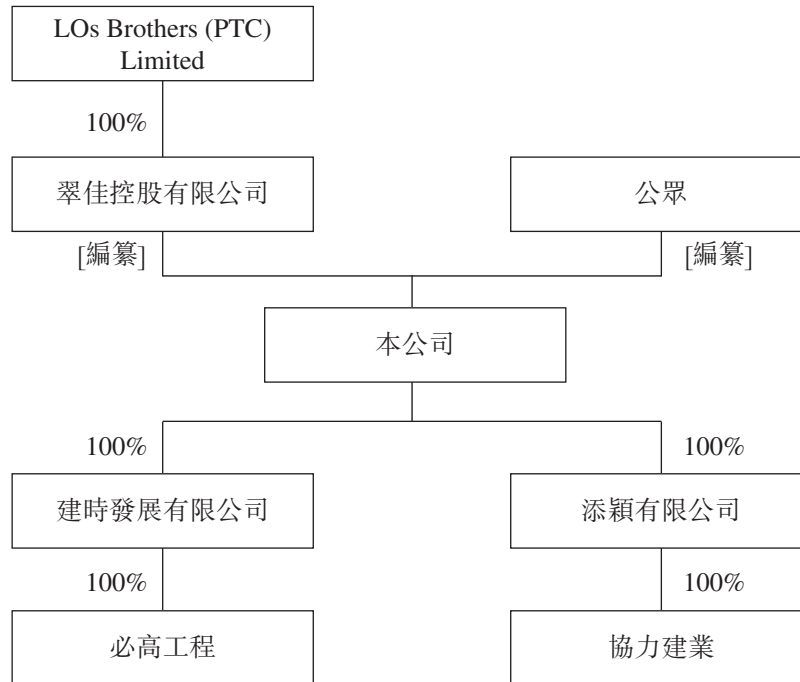 LOs Brothers (PTC)
Limited
100%
翠佳控股有限公司
公眾
[編纂]
[編纂]
本公司
100%
100%
建時發展有限公司
添穎有限公司
100%
100%
必高工程
協力建業